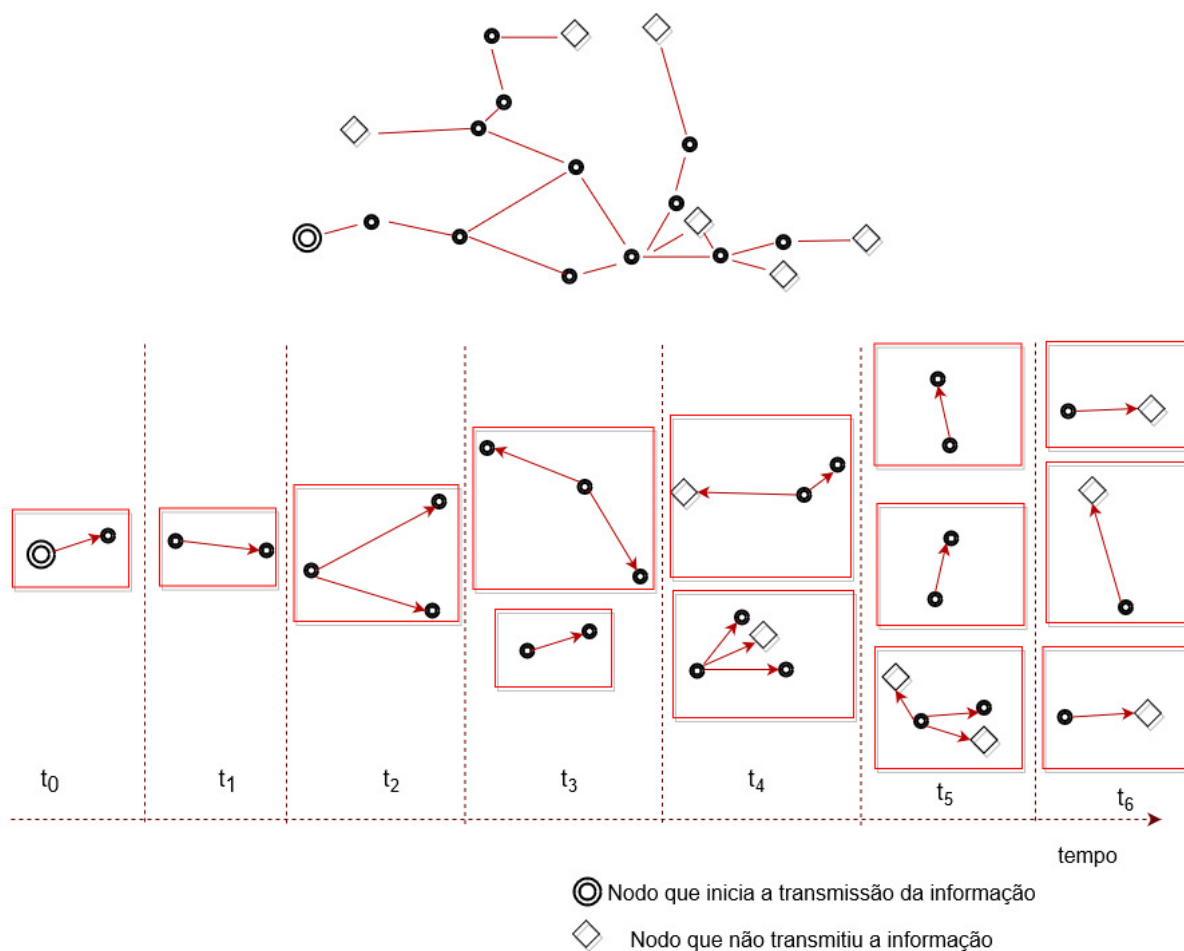 t0
t1
t2
t3
t4
t5
t6
tempo
Nodo que inicia a transmissão da informação
Nodo que não transmitiu a informação